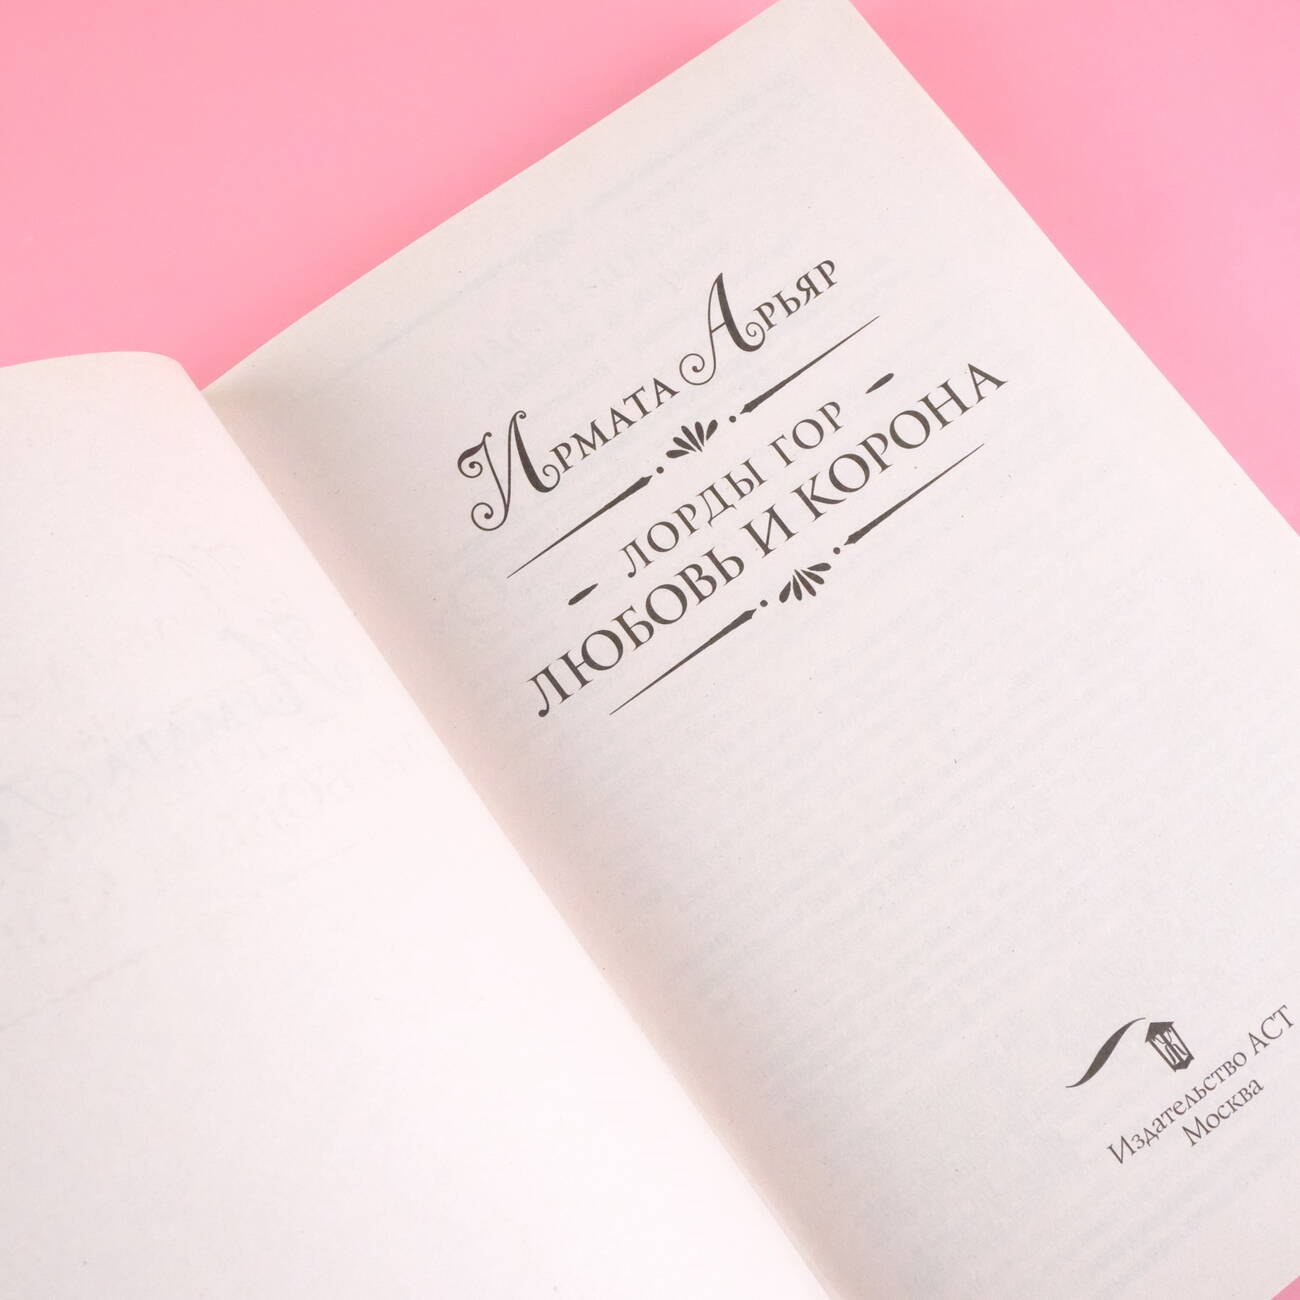 Ирмата Арьяр
ЛОРДЫ ГОР
ЛЮБОВЬ И КОРОНА
Издательство АСТ
Москва